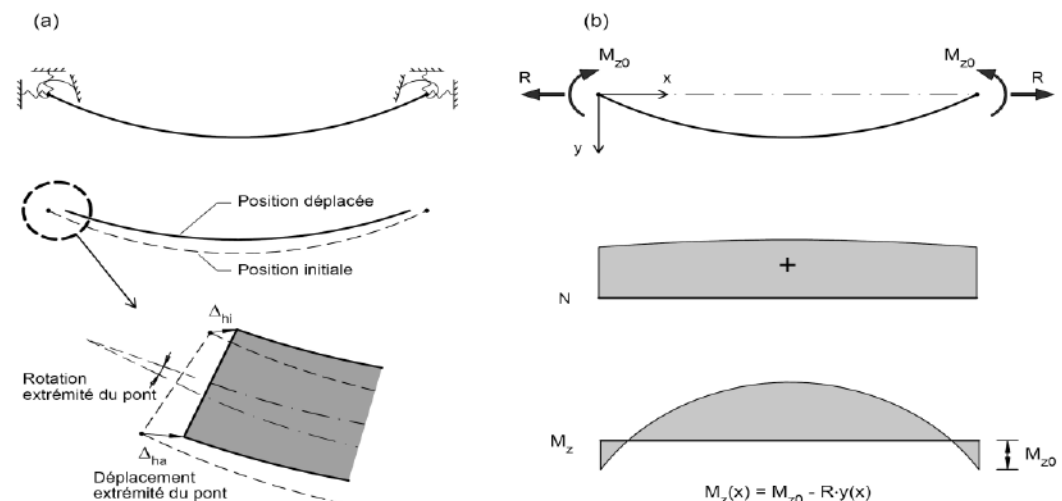 (a)
Position déplacée
Position initiale
Δhi
Rotation
extrémité du pont
Δha
Déplacement
extrémité du pont
(b)
Mz0
Mz0
R
x
R
y
+
N
Mz
Mz0
Mz(x) = Mz0 - R·y(x)